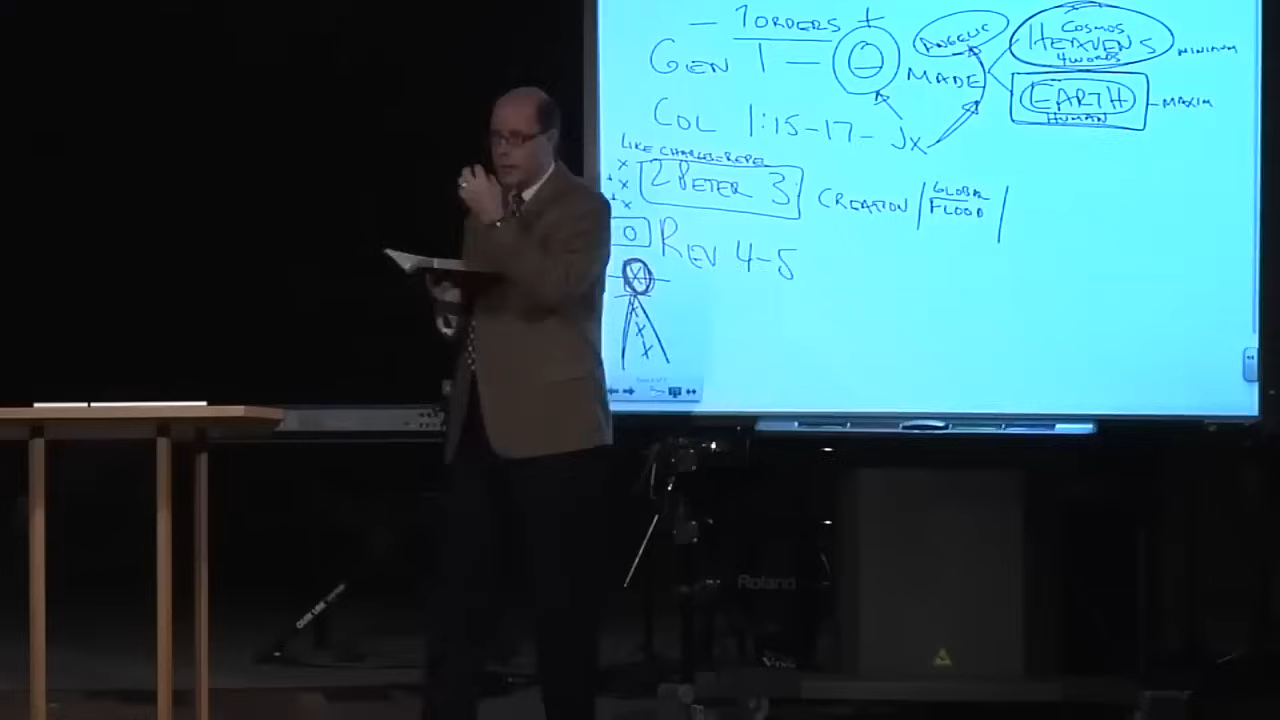 — 7 ORDERS +
GEN 1 — θ MADE
ANGELIC
COSMOS
HEAVENS
4 WORDS
MINIMUM
EARTH
HUMAN
— MAXIM
COL 1:15-17- Jx
LIKE CHARGES REPEL
2 PETER 3
CREATION / GLOBAL FLOOD /
REV 4-5
Roland